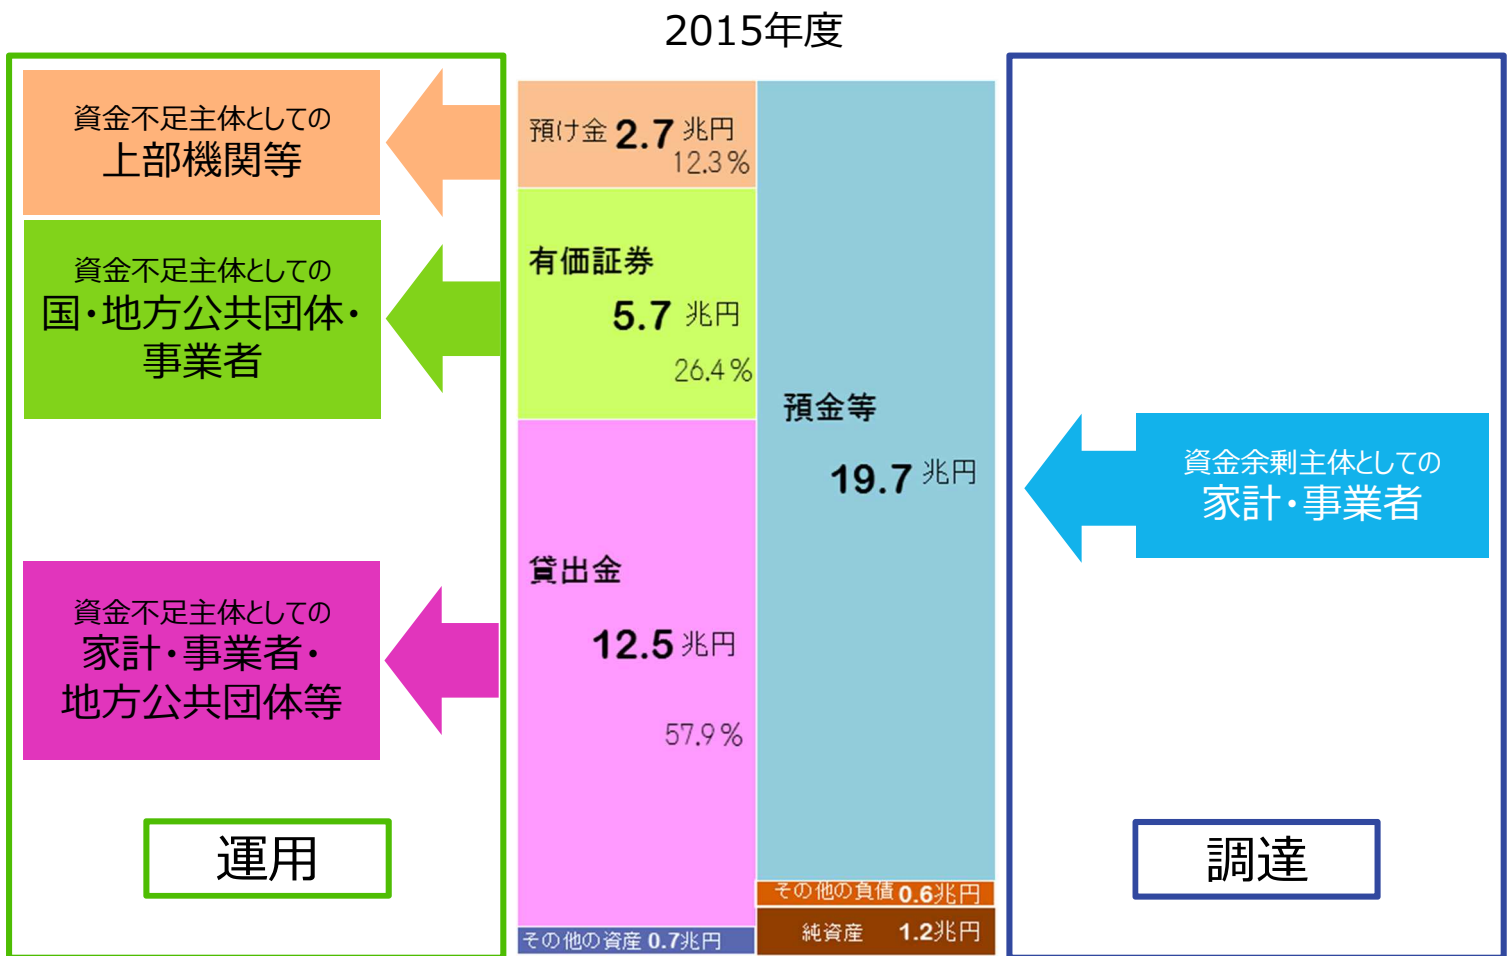 2015年度
資金不足主体としての
上部機関等
資金不足主体としての
国・地方公共団体・
事業者
資金不足主体としての
家計・事業者・
地方公共団体等
運用
預け金 2.7 兆円
12.3%
有価証券
5.7 兆円
26.4%
貸出金
12.5 兆円
57.9%
その他の資産 0.7兆円
預金等
19.7 兆円
その他の負債 0.6兆円
純資産 1.2兆円
資金余剰主体としての
家計・事業者
調達